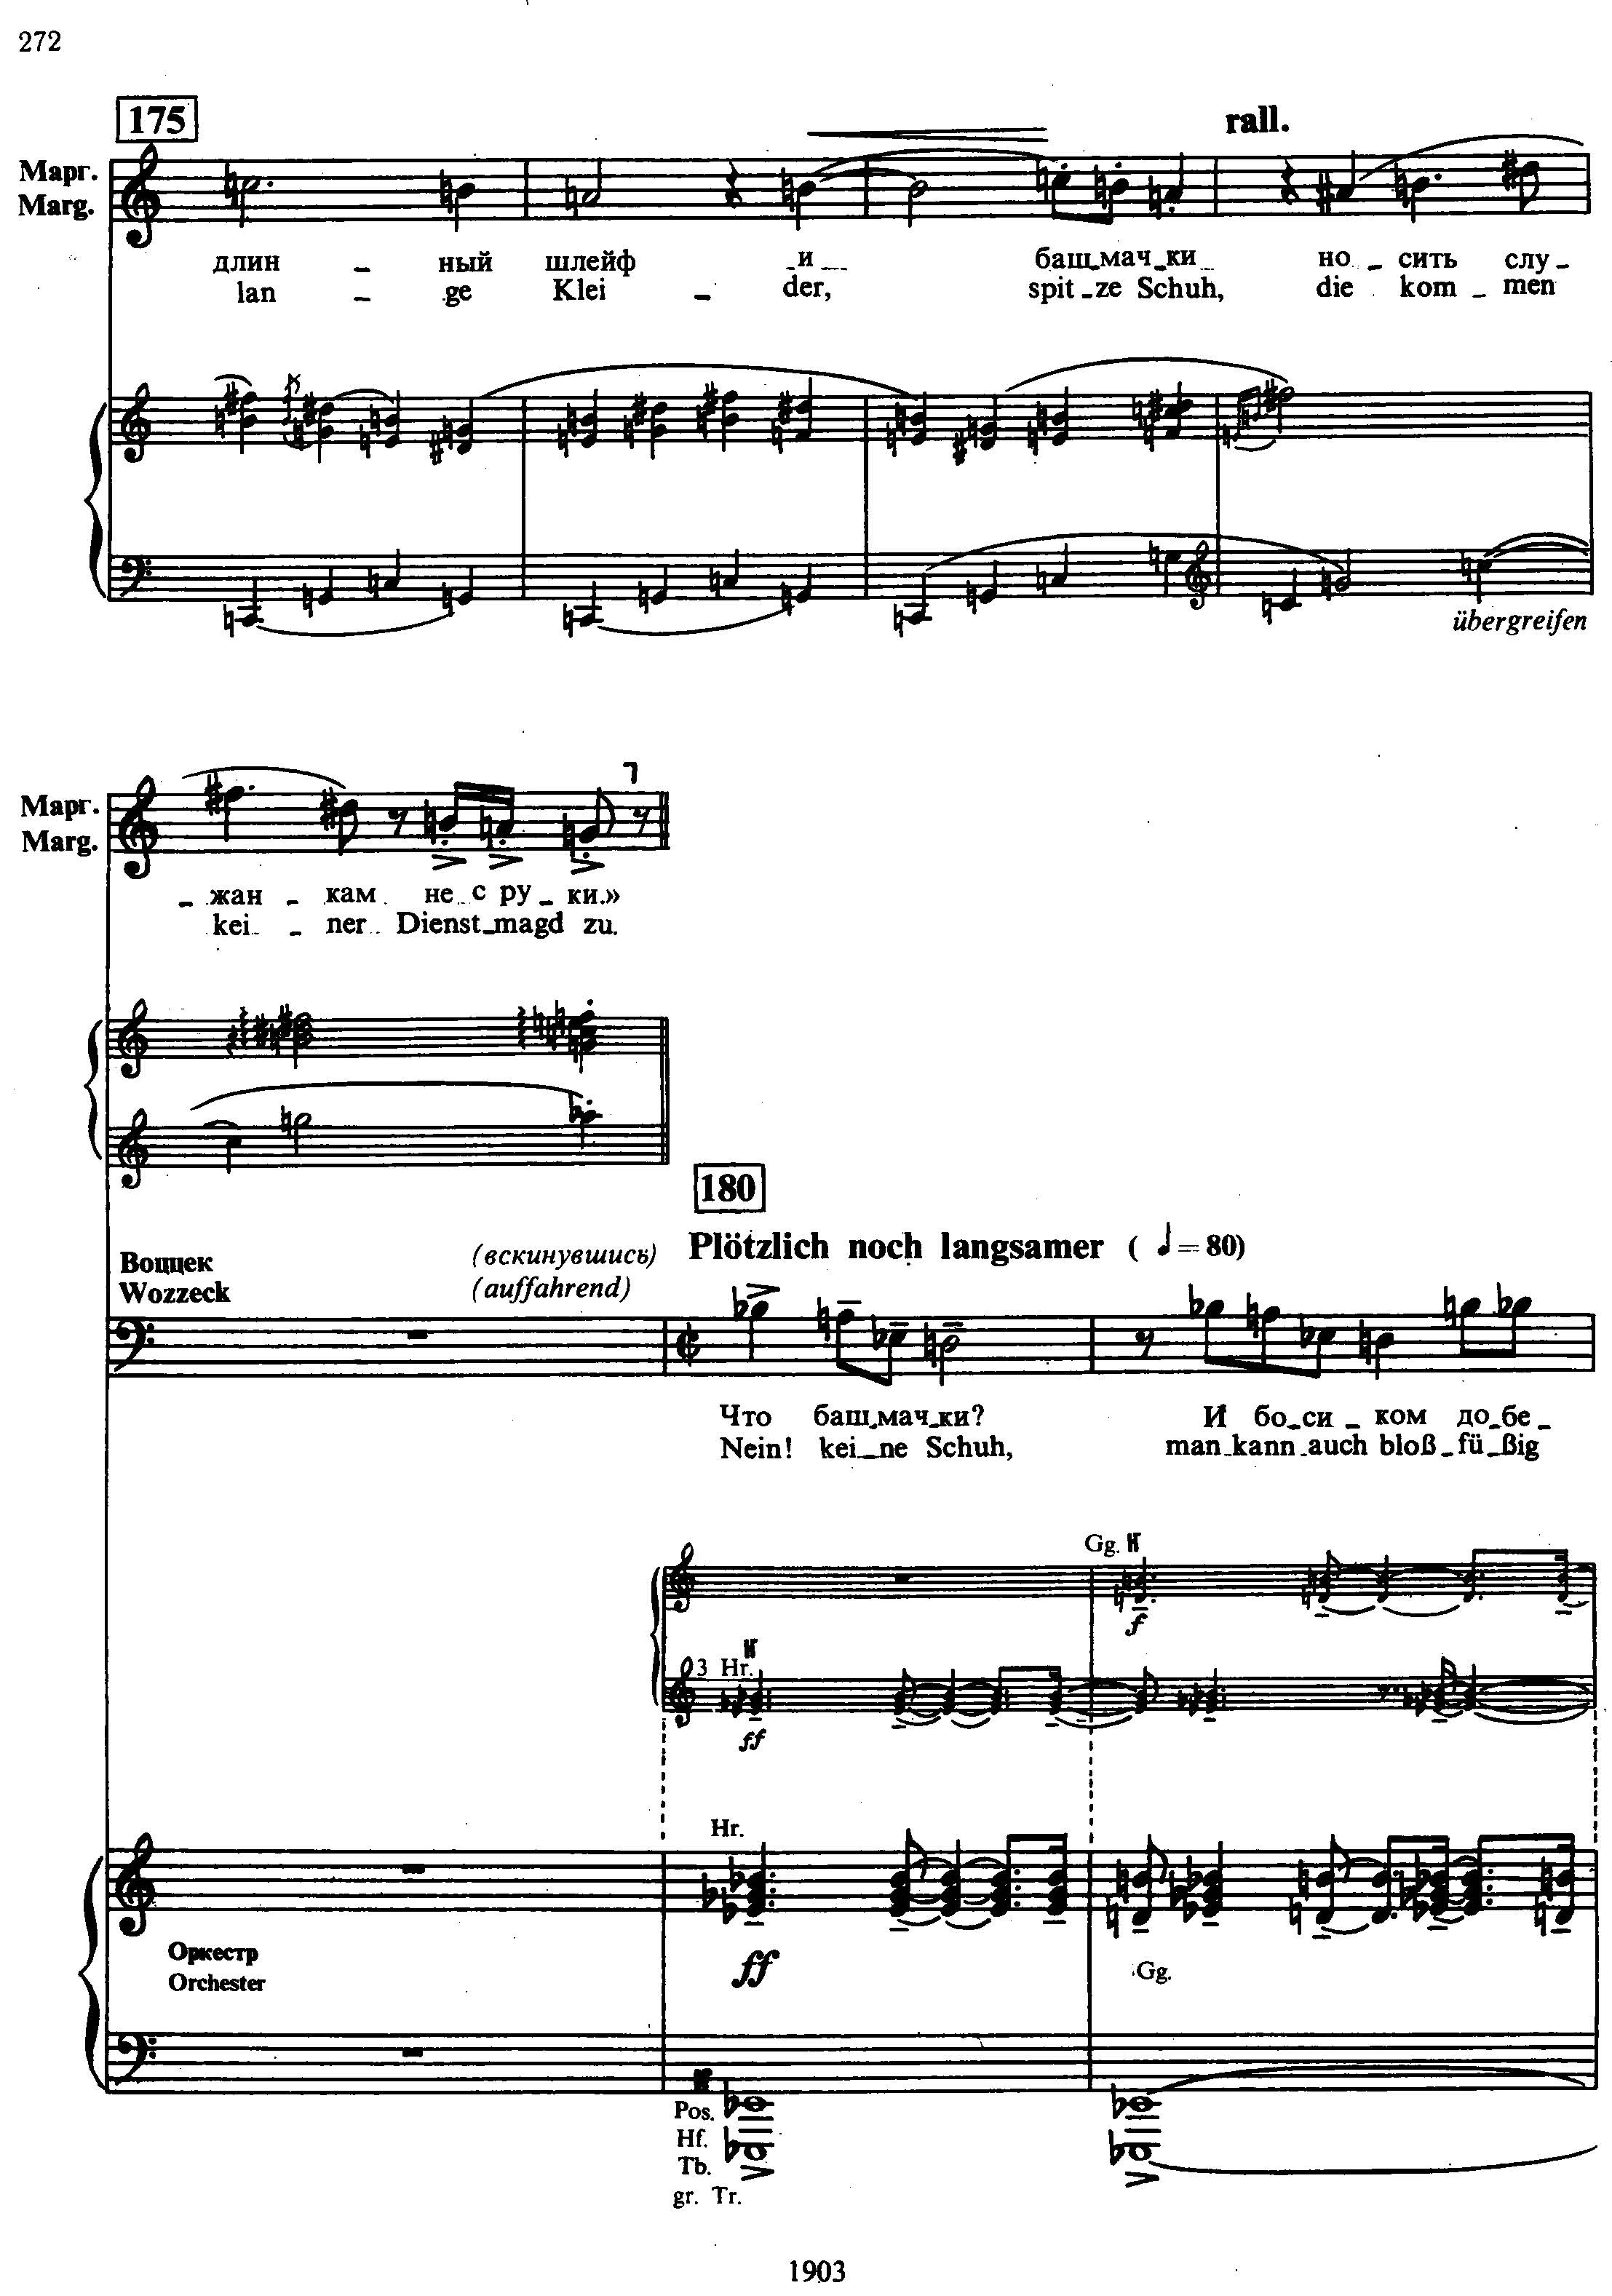 272
175
rall.
Марг.
Marg.
длин - ный шлейф и баш-мач-ки но - сить слу -
lan - ge Klei - der, spit-ze Schuh, die kom - men
übergreifen
Марг.
Marg.
- жан - кам не с ру - ки.»
kei - ner Dienst-magd zu.
180
Plötzlich noch langsamer ( ♩ = 80)
Воццек (вскинувшись)
Wozzeck (auffahrend)
Что баш-мач-ки? И бо-си - ком до-бе -
Nein! kei-ne Schuh, man kann auch bloß-fü-ßig
Gg. H
f
3 Hr. H
ff
Hr.
Оркестр
Orchester
ff
Gg.
Pos.
Hf.
Tb.
gr. Tr.
1903